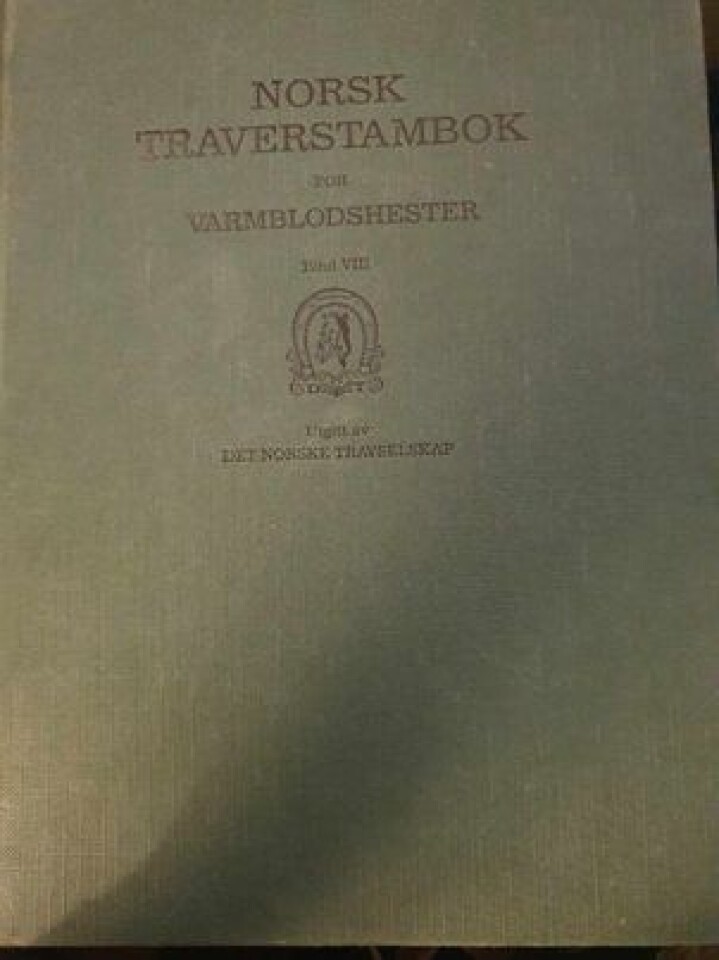 NORSK
TRAVERSTAMBOK
FOR
VARMBLODSHESTER
Bind VIII
Utgitt av
DET NORSKE TRAVSELSKAP